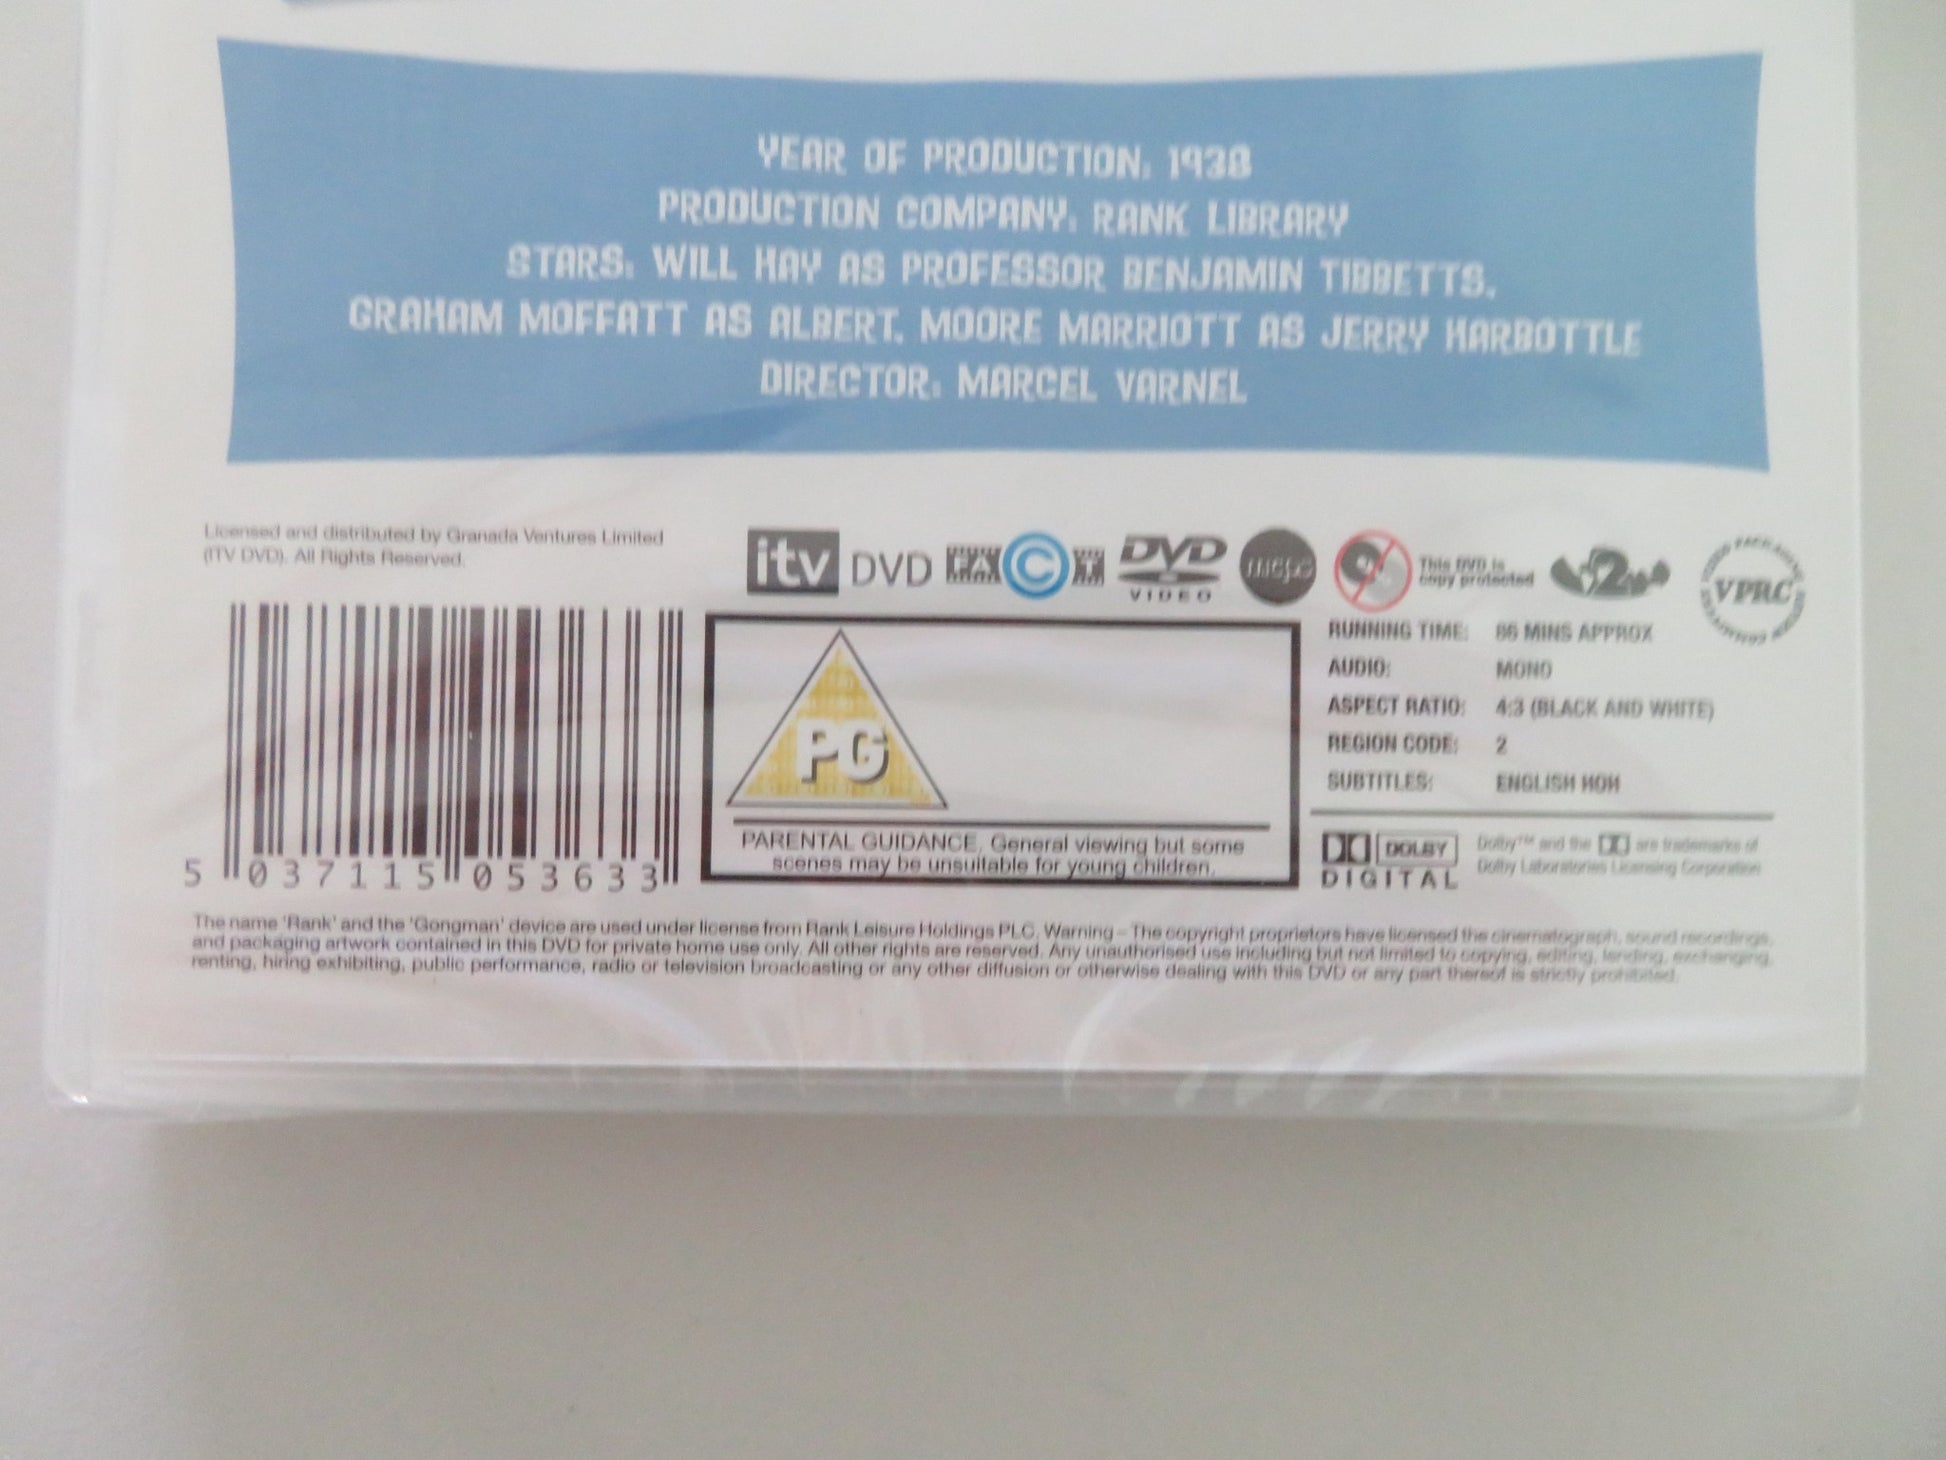 YEAR OF PRODUCTION: 1938
PRODUCTION COMPANY: RANK LIBRARY
STARS: WILL HAY AS PROFESSOR BENJAMIN TIBBETTS,
GRAHAM MOFFATT AS ALBERT, MOORE MARRIOTT AS JERRY HARBOTTLE
DIRECTOR: MARCEL VARNEL
Licensed and distributed by Granada Ventures Limited
(ITV DVD). All Rights Reserved.
itv DVD
FACT
DVD
VIDEO
mcps
This DVD is
copy protected
2
VPRC
5 037115 053633
PG
PARENTAL GUIDANCE. General viewing but some
scenes may be unsuitable for young children.
RUNNING TIME: 86 MINS APPROX
AUDIO: MONO
ASPECT RATIO: 4:3 (BLACK AND WHITE)
REGION CODE: 2
SUBTITLES: ENGLISH HOH
DOLBY
DIGITAL
Dolby™ and the are trademarks of
Dolby Laboratories Licensing Corporation
The name 'Rank' and the 'Gongman' device are used under license from Rank Leisure Holdings PLC. Warning – The copyright proprietors have licensed the cinematograph, sound recordings,
and packaging artwork contained in this DVD for private home use only. All other rights are reserved. Any unauthorised use including but not limited to copying, editing, lending, exchanging,
renting, hiring exhibiting, public performance, radio or television broadcasting or any other diffusion or otherwise dealing with this DVD or any part thereof is strictly prohibited.